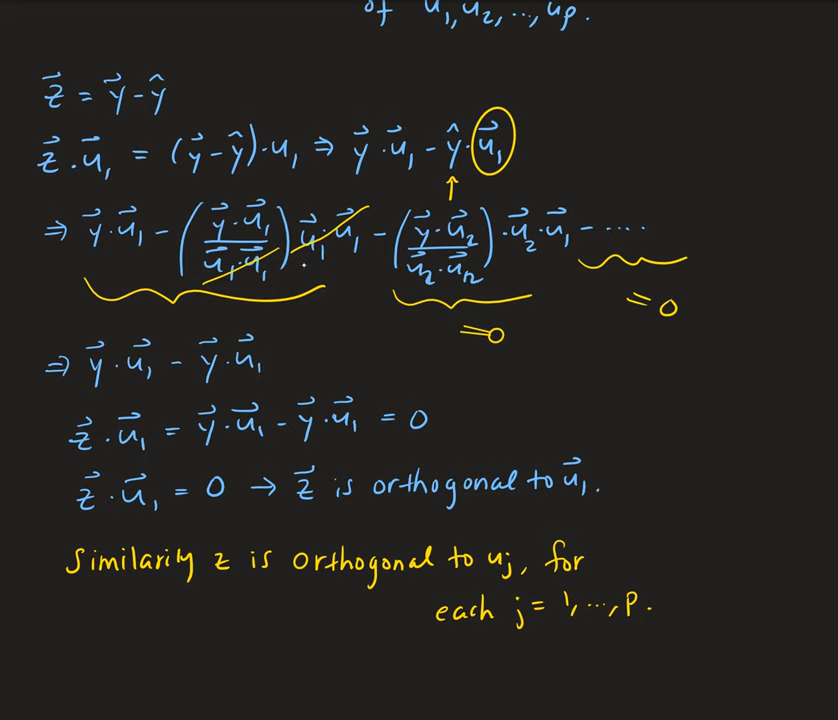 of u₁, u₂, ..., up.
z⃗ = y⃗ - ŷ
z⃗ · u⃗₁ = (y⃗ - ŷ) · u₁ ⇒ y⃗ · u⃗₁ - ŷ · u⃗₁
⇒ y⃗ · u⃗₁ - (y⃗ · u⃗₁ / u⃗₁ · u⃗₁) u⃗₁ · u⃗₁ - (y⃗ · u⃗₂ / u⃗₂ · u⃗₂) · u⃗₂ · u⃗₁ - ....
= 0
= 0
⇒ y⃗ · u⃗₁ - y⃗ · u⃗₁
z⃗ · u⃗₁ = y⃗ · u⃗₁ - y⃗ · u⃗₁ = 0
z⃗ · u⃗₁ = 0 → z⃗ is orthogonal to u⃗₁.
Similarity z is orthogonal to uj, for
each j = 1, ..., p.